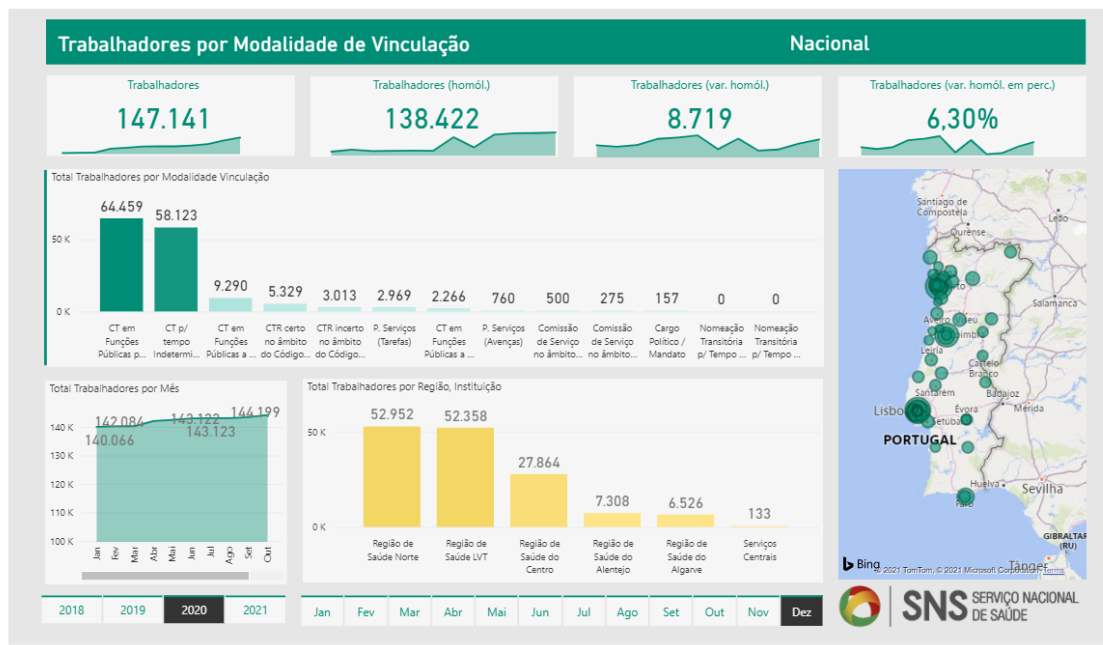 Trabalhadores por Modalidade de Vinculação
Nacional
Trabalhadores
147.141
Trabalhadores (homól.)
138.422
Trabalhadores (var. homól.)
8.719
Trabalhadores (var. homól. em perc.)
6,30%
Total Trabalhadores por Modalidade Vinculação
64.459
58.123
9.290
5.329
3.013
2.969
2.266
760
500
275
157
0
0
50 K
0 K
CT em
Funções
Públicas p...
CT p/
tempo
Indetermi...
CT em
Funções
Públicas a ...
CTR certo
no âmbito
do Código...
CTR incerto
no âmbito
do Código...
P. Serviços
(Tarefas)
CT em
Funções
Públicas a ...
P. Serviços
(Avenças)
Comissão
de Serviço
no âmbito...
Comissão
de Serviço
no âmbito...
Cargo
Político /
Mandato
Nomeação
Transitória
p/ Tempo ...
Nomeação
Transitória
p/ Tempo ...
Total Trabalhadores por Mês
142.084
143.122
144.199
140.066
143.123
140 K
130 K
120 K
110 K
100 K
Jan
Fev
Mar
Abr
Mai
Jun
Jul
Ago
Set
Out
Total Trabalhadores por Região, Instituição
52.952
52.358
27.864
7.308
6.526
133
50 K
0 K
Região de
Saúde Norte
Região de
Saúde LVT
Região de
Saúde do
Centro
Região de
Saúde do
Alentejo
Região de
Saúde do
Algarve
Serviços
Centrais
Santiago de
Compostela
León
Ourense
Salamanca
Leiria
Castelo
Branco
Santarém
Badajoz
Mérida
Évora
PORTUGAL
Huelva
Sevilha
GIBRALTAR
(RU)
Tânger
Bing
© 2021 TomTom, © 2021 Microsoft Corporation, Terms
2018
2019
2020
2021
Jan
Fev
Mar
Abr
Mai
Jun
Jul
Ago
Set
Out
Nov
Dez
SNS
SERVIÇO NACIONAL
DE SAÚDE